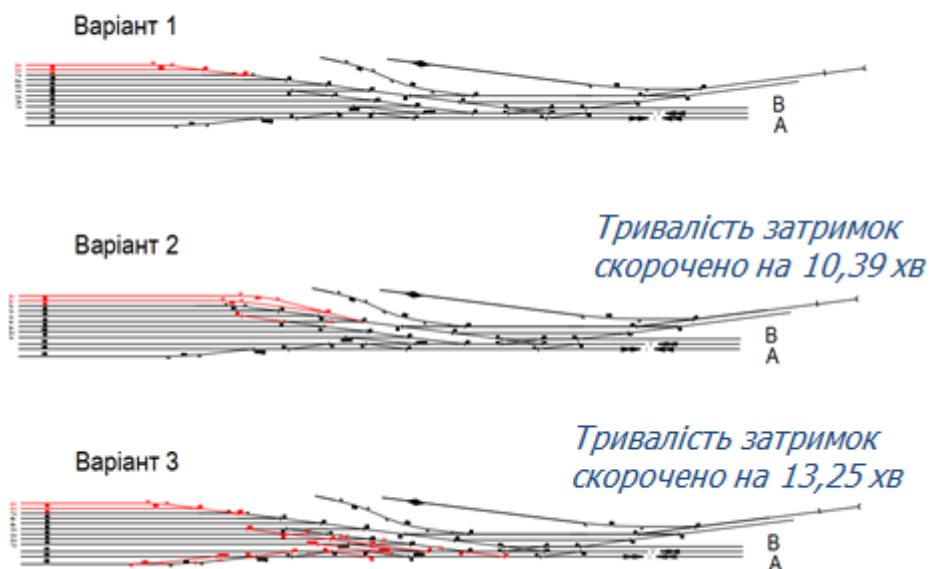 Варіант 1
B
A
Тривалість затримок
скорочено на 10,39 хв
Варіант 2
B
A
Тривалість затримок
скорочено на 13,25 хв
Варіант 3
B
A